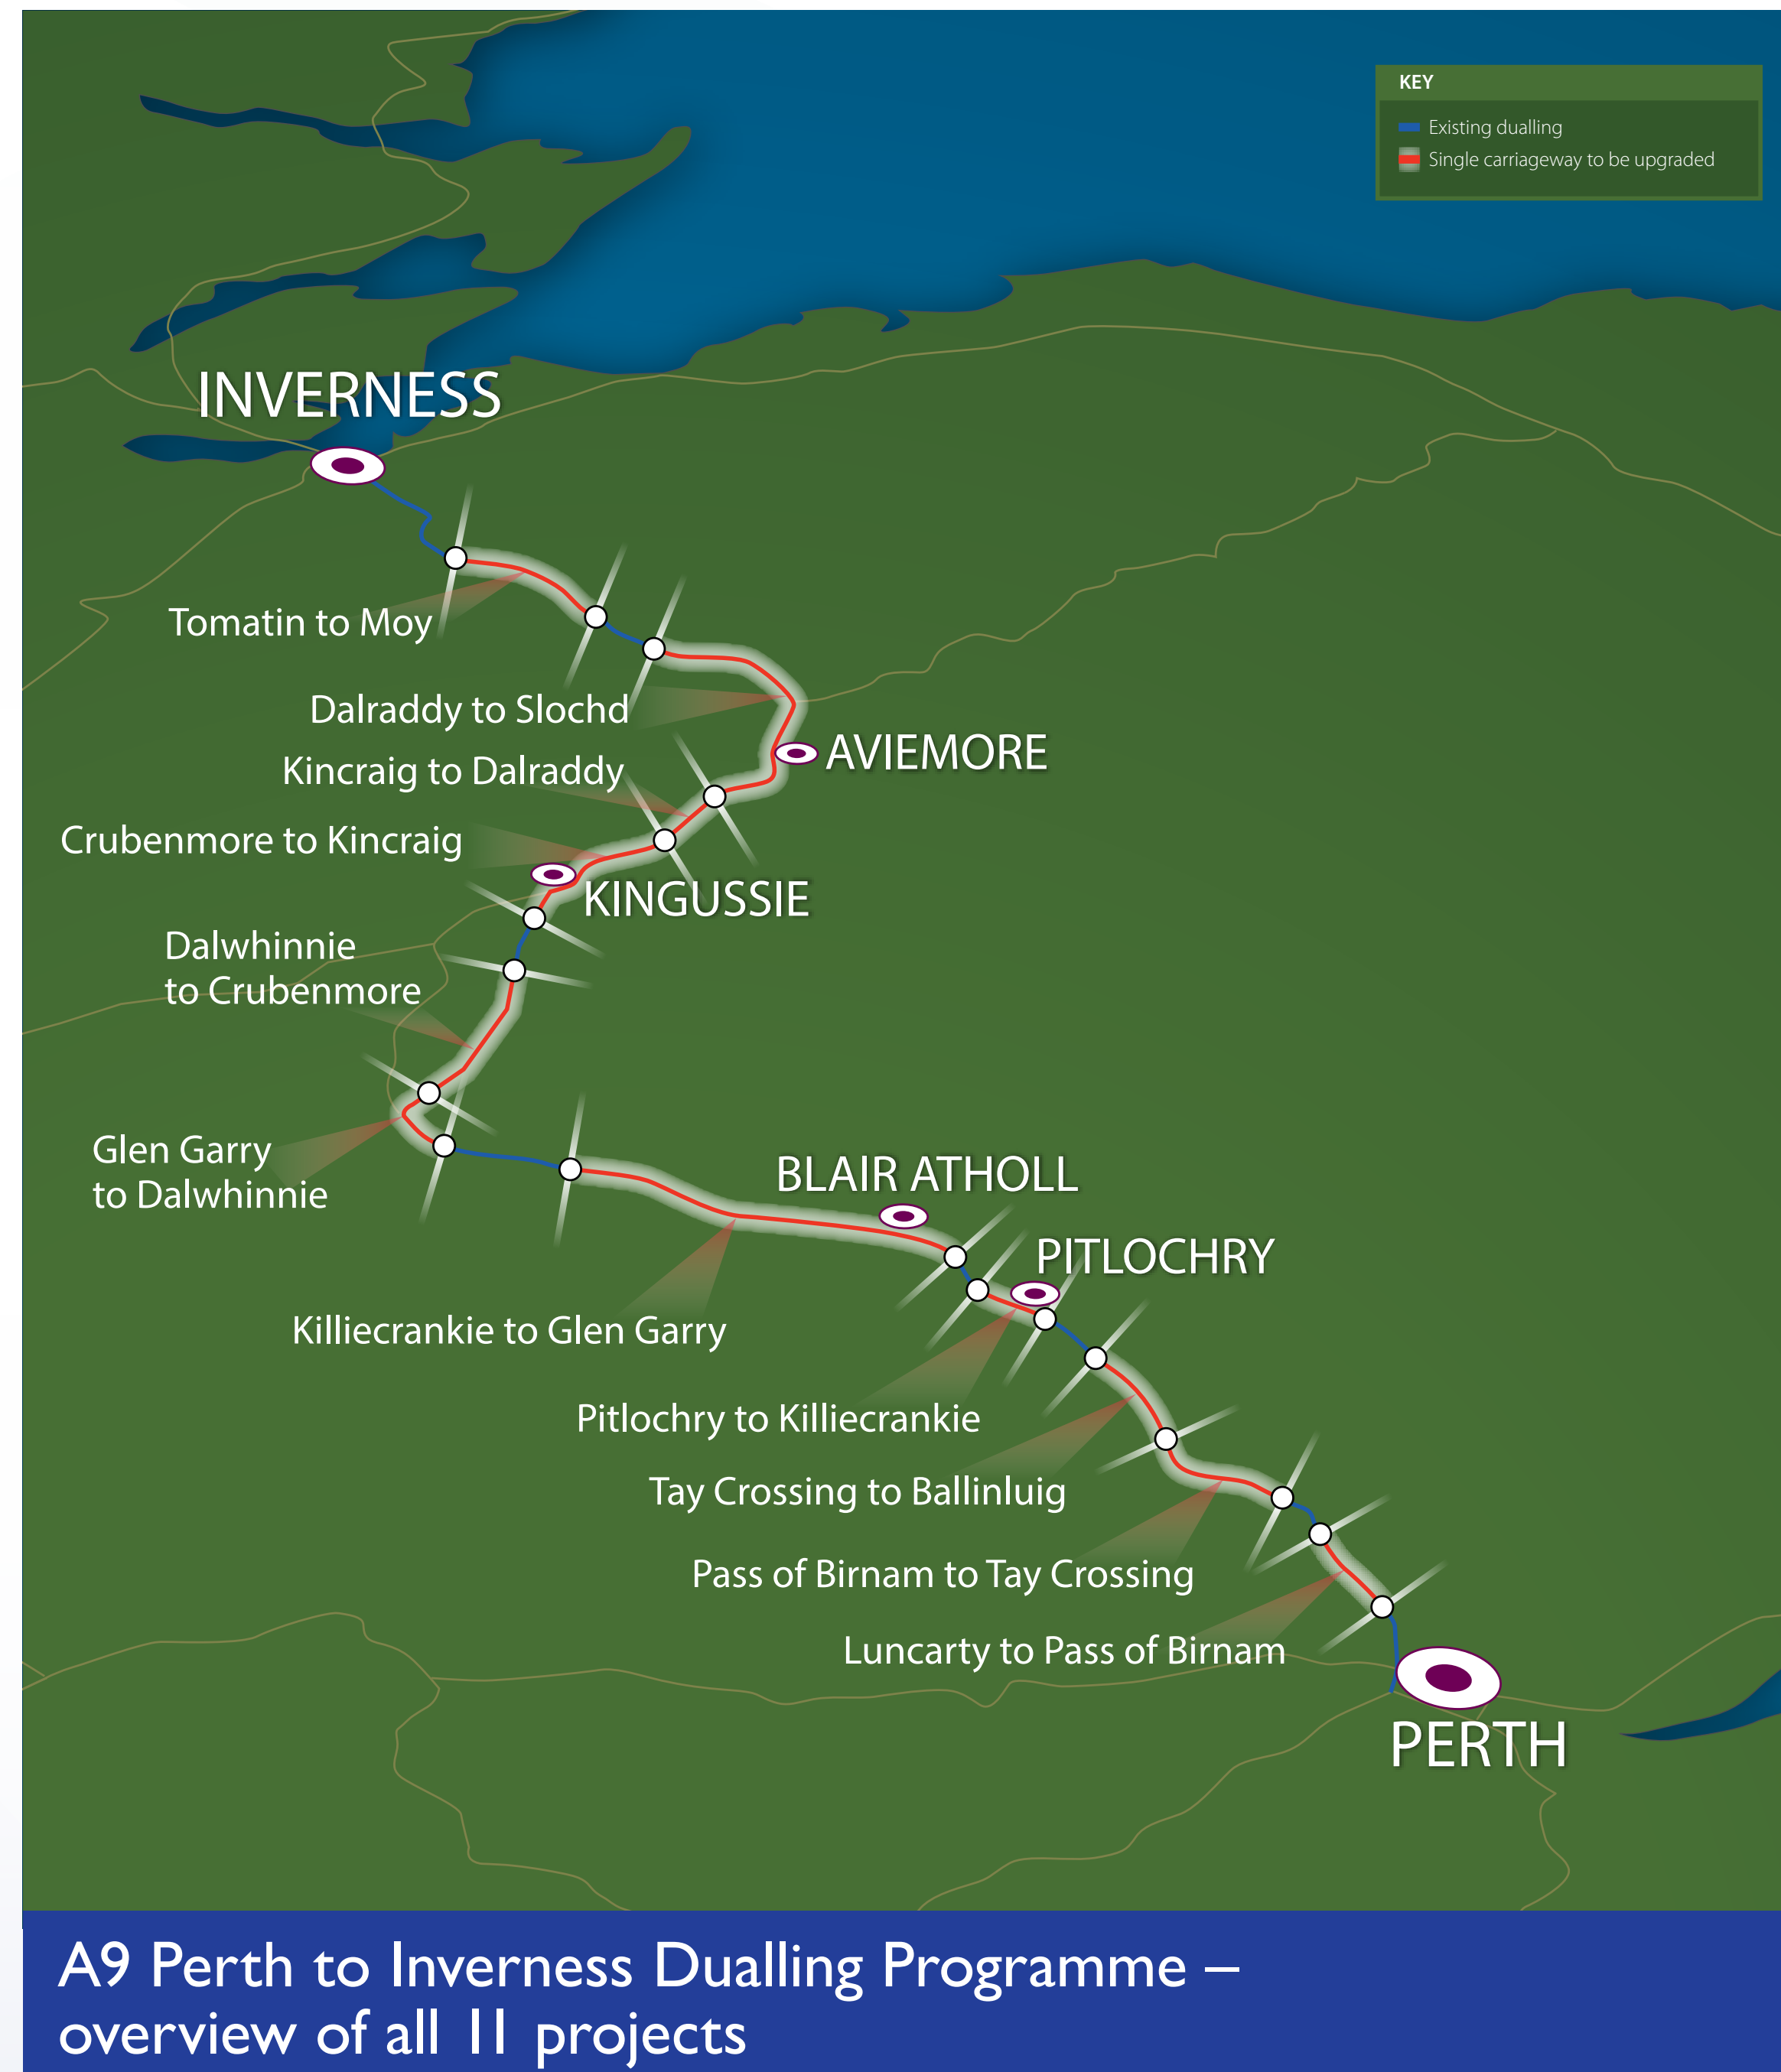 KEY
Existing dualling
Single carriageway to be upgraded
INVERNESS
Tomatin to Moy
Dalraddy to Slochd
AVIEMORE
Kincraig to Dalraddy
Crubenmore to Kincraig
KINGUSSIE
Dalwhinnie
to Crubenmore
Glen Garry
to Dalwhinnie
BLAIR ATHOLL
PITLOCHRY
Killiecrankie to Glen Garry
Pitlochry to Killiecrankie
Tay Crossing to Ballinluig
Pass of Birnam to Tay Crossing
Luncarty to Pass of Birnam
PERTH
A9 Perth to Inverness Dualling Programme –
overview of all 11 projects